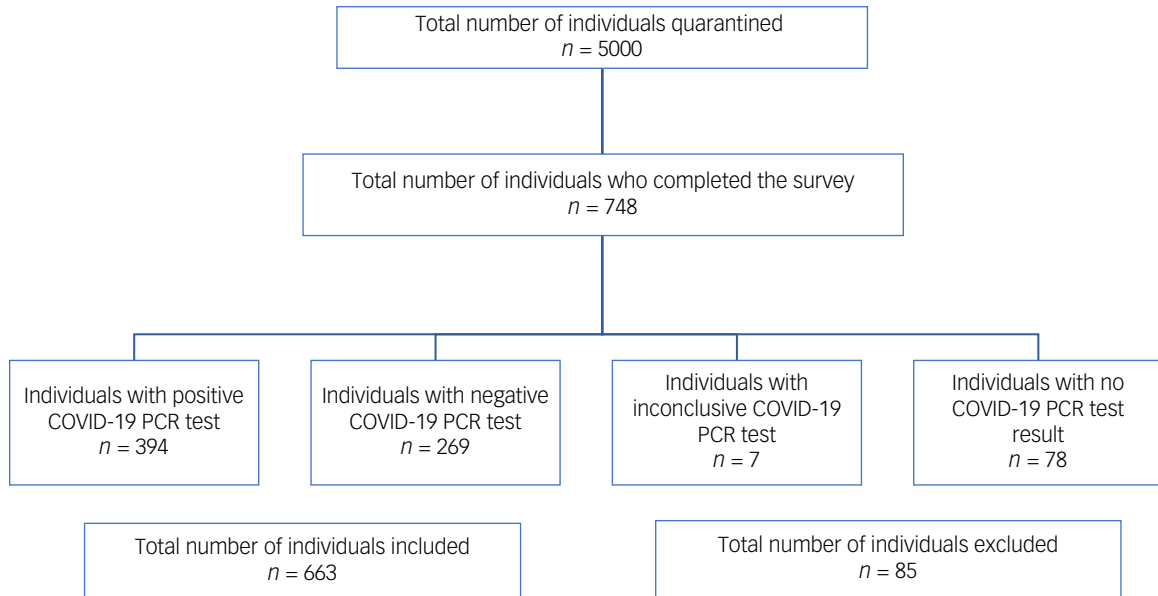 Total number of individuals quarantined
n = 5000
Total number of individuals who completed the survey
n = 748
Individuals with positive
COVID-19 PCR test
n = 394
Individuals with negative
COVID-19 PCR test
n = 269
Individuals with
inconclusive COVID-19
PCR test
n = 7
Individuals with no
COVID-19 PCR test
result
n = 78
Total number of individuals included
n = 663
Total number of individuals excluded
n = 85